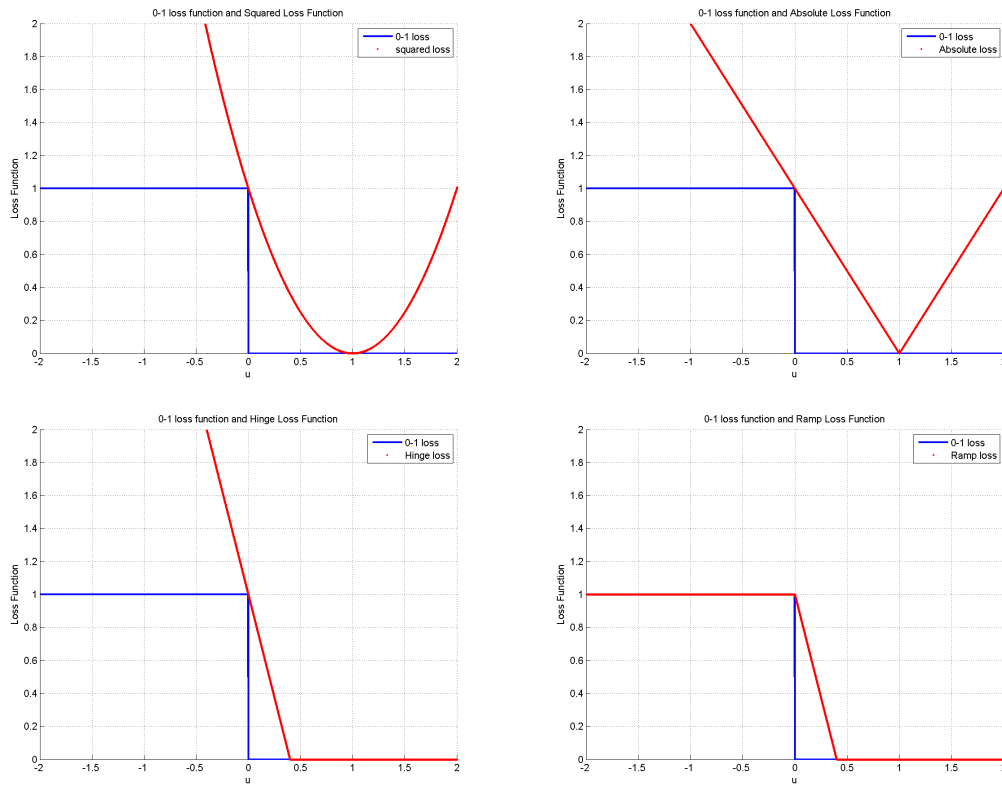 0-1 loss function and Squared Loss Function
2
1.8
1.6
1.4
1.2
1
0.8
0.6
0.4
0.2
0
Loss Function
-2 -1.5 -1 -0.5 0 0.5 1 1.5 2
u
0-1 loss
squared loss
0-1 loss function and Absolute Loss Function
2
1.8
1.6
1.4
1.2
1
0.8
0.6
0.4
0.2
0
Loss Function
-2 -1.5 -1 -0.5 0 0.5 1 1.5
u
0-1 loss
Absolute loss
0-1 loss function and Hinge Loss Function
2
1.8
1.6
1.4
1.2
1
0.8
0.6
0.4
0.2
0
Loss Function
-2 -1.5 -1 -0.5 0 0.5 1 1.5 2
u
0-1 loss
Hinge loss
0-1 loss function and Ramp Loss Function
2
1.8
1.6
1.4
1.2
1
0.8
0.6
0.4
0.2
0
Loss Function
-2 -1.5 -1 -0.5 0 0.5 1 1.5
u
0-1 loss
Ramp loss